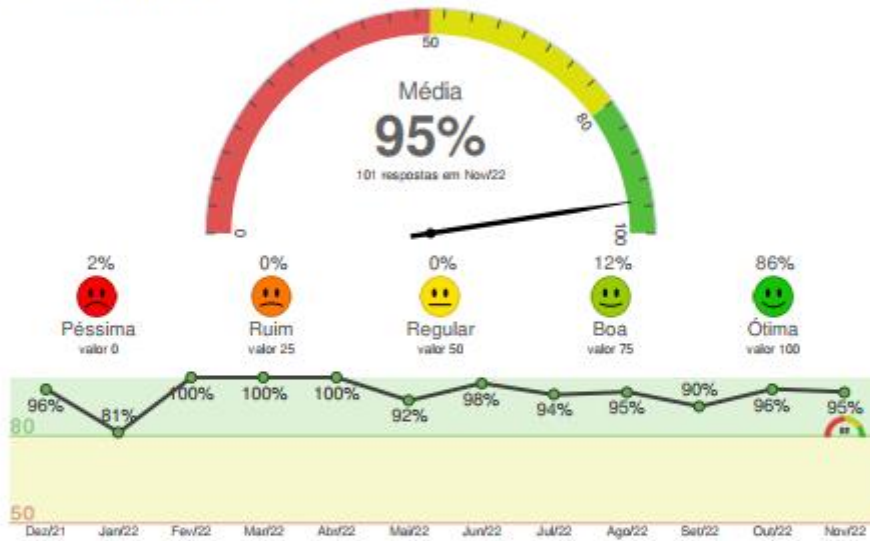 50
Média
80
95%
101 respostas em Nov/22
0
100
2% 0% 0% 12% 86%
Péssima Ruim Regular Boa Ótima
valor 0 valor 25 valor 50 valor 75 valor 100
96% 81% 100% 100% 100% 92% 98% 94% 95% 90% 96% 95%
80
50
Dez/21 Jan/22 Fev/22 Mar/22 Abr/22 Mai/22 Jun/22 Jul/22 Ago/22 Set/22 Out/22 Nov/22